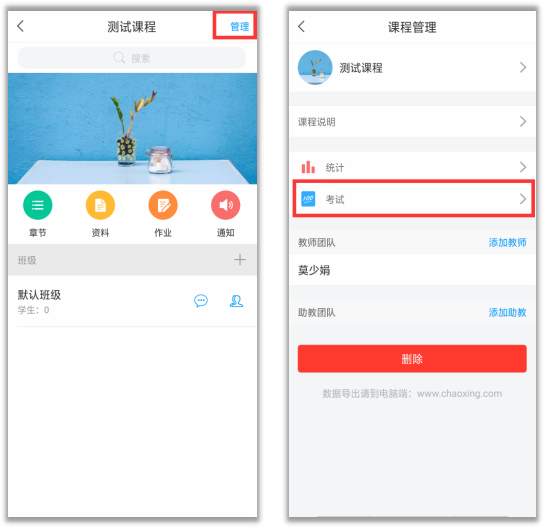 测试课程
管理
搜索
章节
资料
作业
通知
班级
默认班级
学生：0
课程管理
测试课程
课程说明
统计
100
考试
教师团队
添加教师
莫少娟
助教团队
添加助教
删除
数据导出请到电脑端：www.chaoxing.com